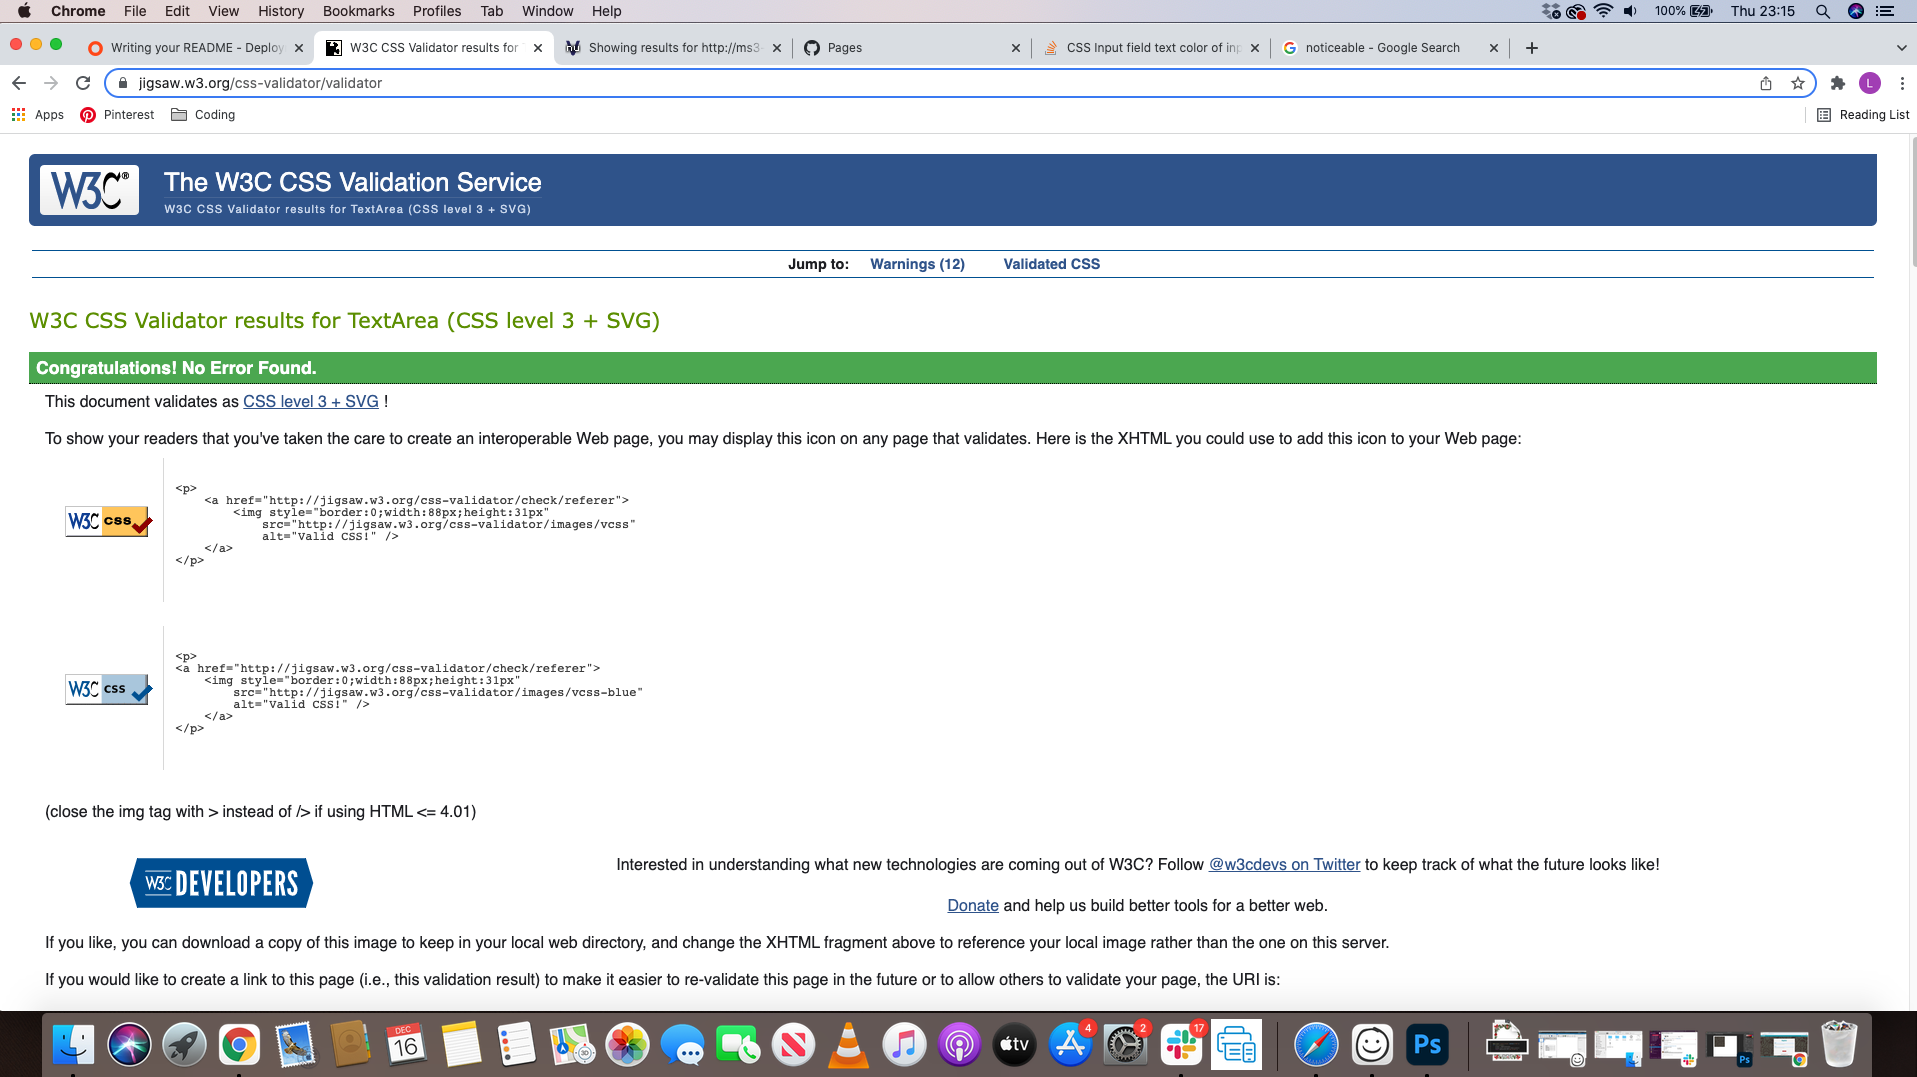 Chrome File Edit View History Bookmarks Profiles Tab Window Help 100% Thu 23:15
Writing your README - Deploy W3C CSS Validator results for Showing results for http://ms3- Pages CSS Input field text color of inp noticeable - Google Search
jigsaw.w3.org/css-validator/validator L
Apps Pinterest Coding Reading List
W3C® The W3C CSS Validation Service
W3C CSS Validator results for TextArea (CSS level 3 + SVG)
Jump to: Warnings (12) Validated CSS
W3C CSS Validator results for TextArea (CSS level 3 + SVG)
Congratulations! No Error Found.
This document validates as CSS level 3 + SVG !
To show your readers that you've taken the care to create an interoperable Web page, you may display this icon on any page that validates. Here is the XHTML you could use to add this icon to your Web page:
W3C css
<p>
<a href="http://jigsaw.w3.org/css-validator/check/referer">
<img style="border:0;width:88px;height:31px"
src="http://jigsaw.w3.org/css-validator/images/vcss"
alt="Valid CSS!" />
</a>
</p>
W3C css
<p>
<a href="http://jigsaw.w3.org/css-validator/check/referer">
<img style="border:0;width:88px;height:31px"
src="http://jigsaw.w3.org/css-validator/images/vcss-blue"
alt="Valid CSS!" />
</a>
</p>
(close the img tag with > instead of /> if using HTML <= 4.01)
W3C DEVELOPERS
Interested in understanding what new technologies are coming out of W3C? Follow @w3cdevs on Twitter to keep track of what the future looks like!
Donate and help us build better tools for a better web.
If you like, you can download a copy of this image to keep in your local web directory, and change the XHTML fragment above to reference your local image rather than the one on this server.
If you would like to create a link to this page (i.e., this validation result) to make it easier to re-validate this page in the future or to allow others to validate your page, the URI is:
DEC 16 3D tv 4 2 17 Ps